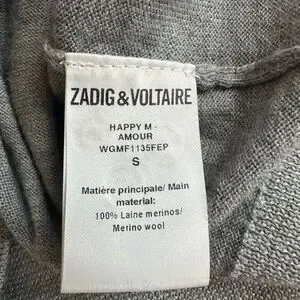 ZADIG & VOLTAIRE
HAPPY M -
AMOUR
WGMF1135FEP
S
Matière principale/ Main
material:
100% Laine merinos/
Merino wool